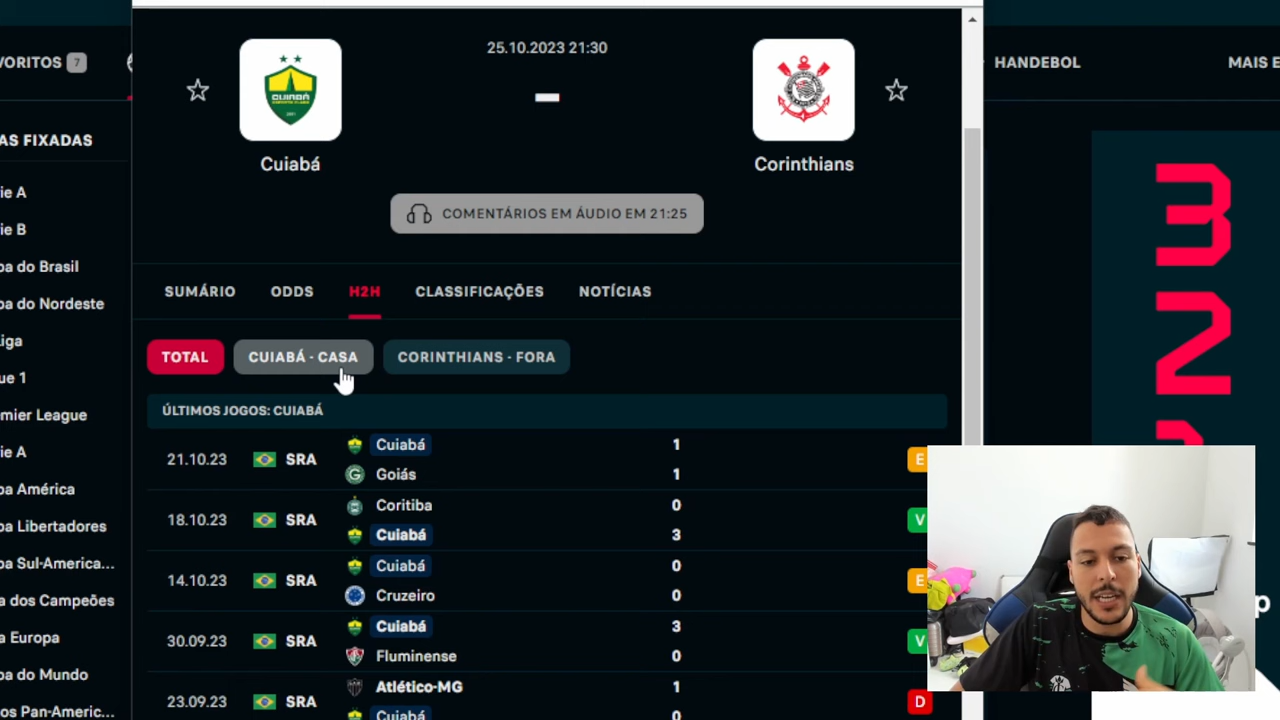 VORITOS 7
25.10.2023 21:30
HANDEBOL
MAIS E
CUIABÁ
Cuiabá
Corinthians
AS FIXADAS
COMENTÁRIOS EM ÁUDIO EM 21:25
ie A
ie B
pa do Brasil
pa do Nordeste
Liga
ue 1
mier League
ie A
pa América
pa Libertadores
pa Sul-America...
a dos Campeões
a Europa
a do Mundo
os Pan-Americ...
SUMÁRIO ODDS H2H CLASSIFICAÇÕES NOTÍCIAS
TOTAL CUIABÁ - CASA CORINTHIANS - FORA
ÚLTIMOS JOGOS: CUIABÁ
21.10.23 SRA Cuiabá 1 E
Goiás 1
18.10.23 SRA Coritiba 0 V
Cuiabá 3
14.10.23 SRA Cuiabá 0 E
Cruzeiro 0
30.09.23 SRA Cuiabá 3 V
Fluminense 0
23.09.23 SRA Atlético-MG 1 D
Cuiabá 0